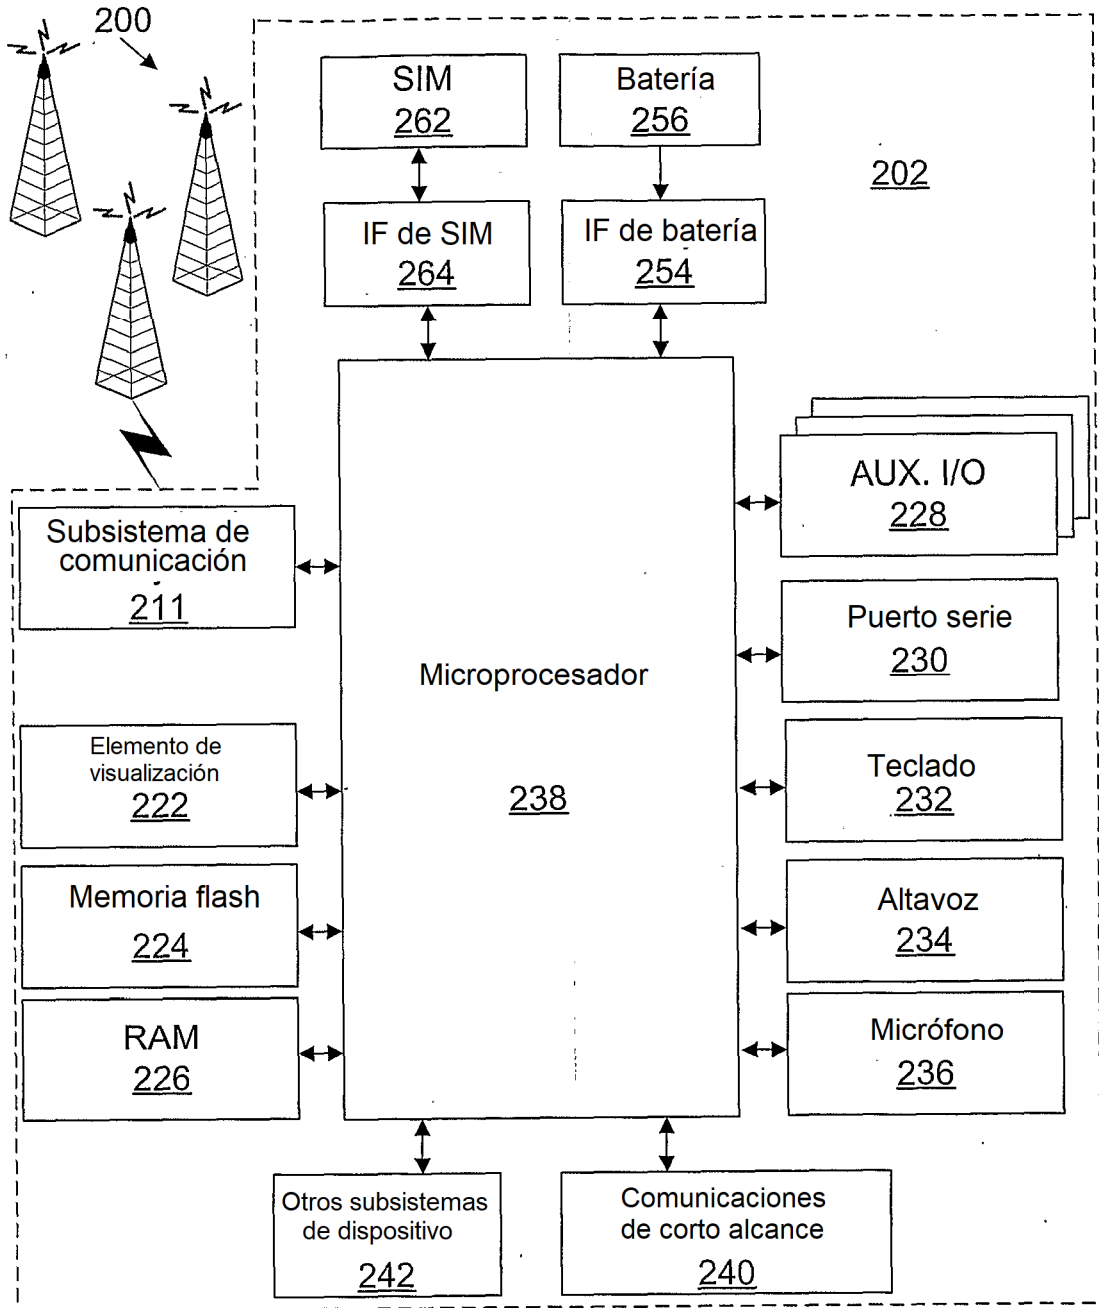 200
SIM
262
Batería
256
202
IF de SIM
264
IF de batería
254
AUX. I/O
228
Subsistema de
comunicación
211
Puerto serie
230
Microprocesador
238
Elemento de
visualización
222
Teclado
232
Memoria flash
224
Altavoz
234
RAM
226
Micrófono
236
Otros subsistemas
de dispositivo
242
Comunicaciones
de corto alcance
240